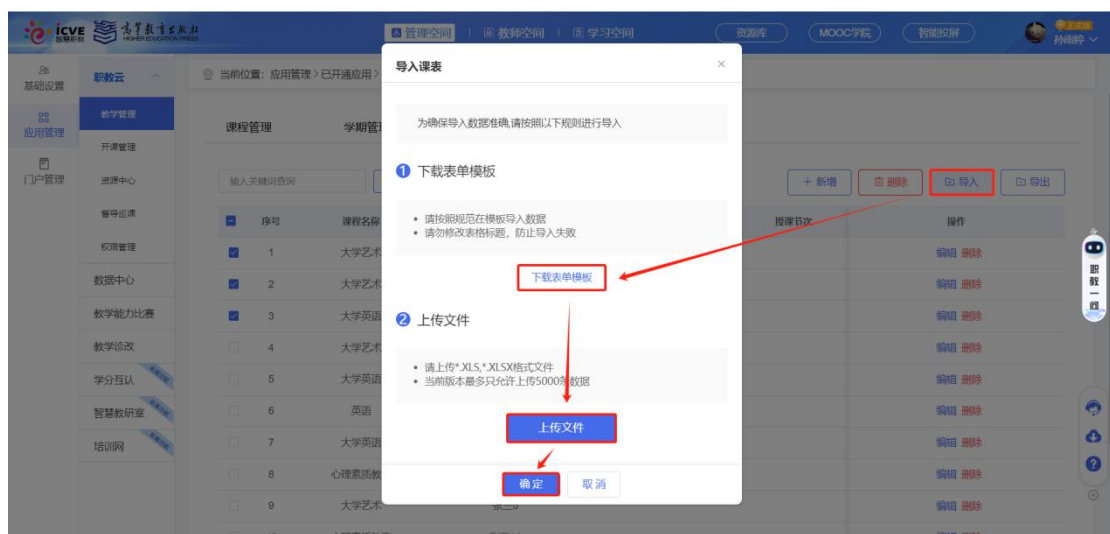 icve 智慧职教 高等教育出版社 HIGHER EDUCATION PRESS
管理空间 教师空间 学习空间
资源库 MOOC学院 智能投屏
正式版
孙雨婷
基础设置
应用管理
门户管理
职教云
教学管理
开课管理
资源中心
督导巡课
权限管理
数据中心
教学能力比赛
教学诊改
学分互认
智慧教研室
培训网
当前位置：应用管理>已开通应用>
课程管理 学期管
输入关键词查询
+ 新增 删除 导入 导出
序号 课程名称 授课节次 操作
1 大学艺术 编辑 删除
2 大学艺术 编辑 删除
3 大学英语 编辑 删除
4 大学艺术 编辑 删除
5 大学英语 编辑 删除
6 英语 编辑 删除
7 大学英语 编辑 删除
8 心理素质教 编辑 删除
9 大学艺术 张三5 编辑 删除
导入课表
为确保导入数据准确,请按照以下规则进行导入
1 下载表单模板
• 请按照规范在模板导入数据
• 请勿修改表格标题，防止导入失败
下载表单模板
2 上传文件
• 请上传*.XLS,*.XLSX格式文件
• 当前版本最多只允许上传5000条数据
上传文件
确定 取消
职教一问